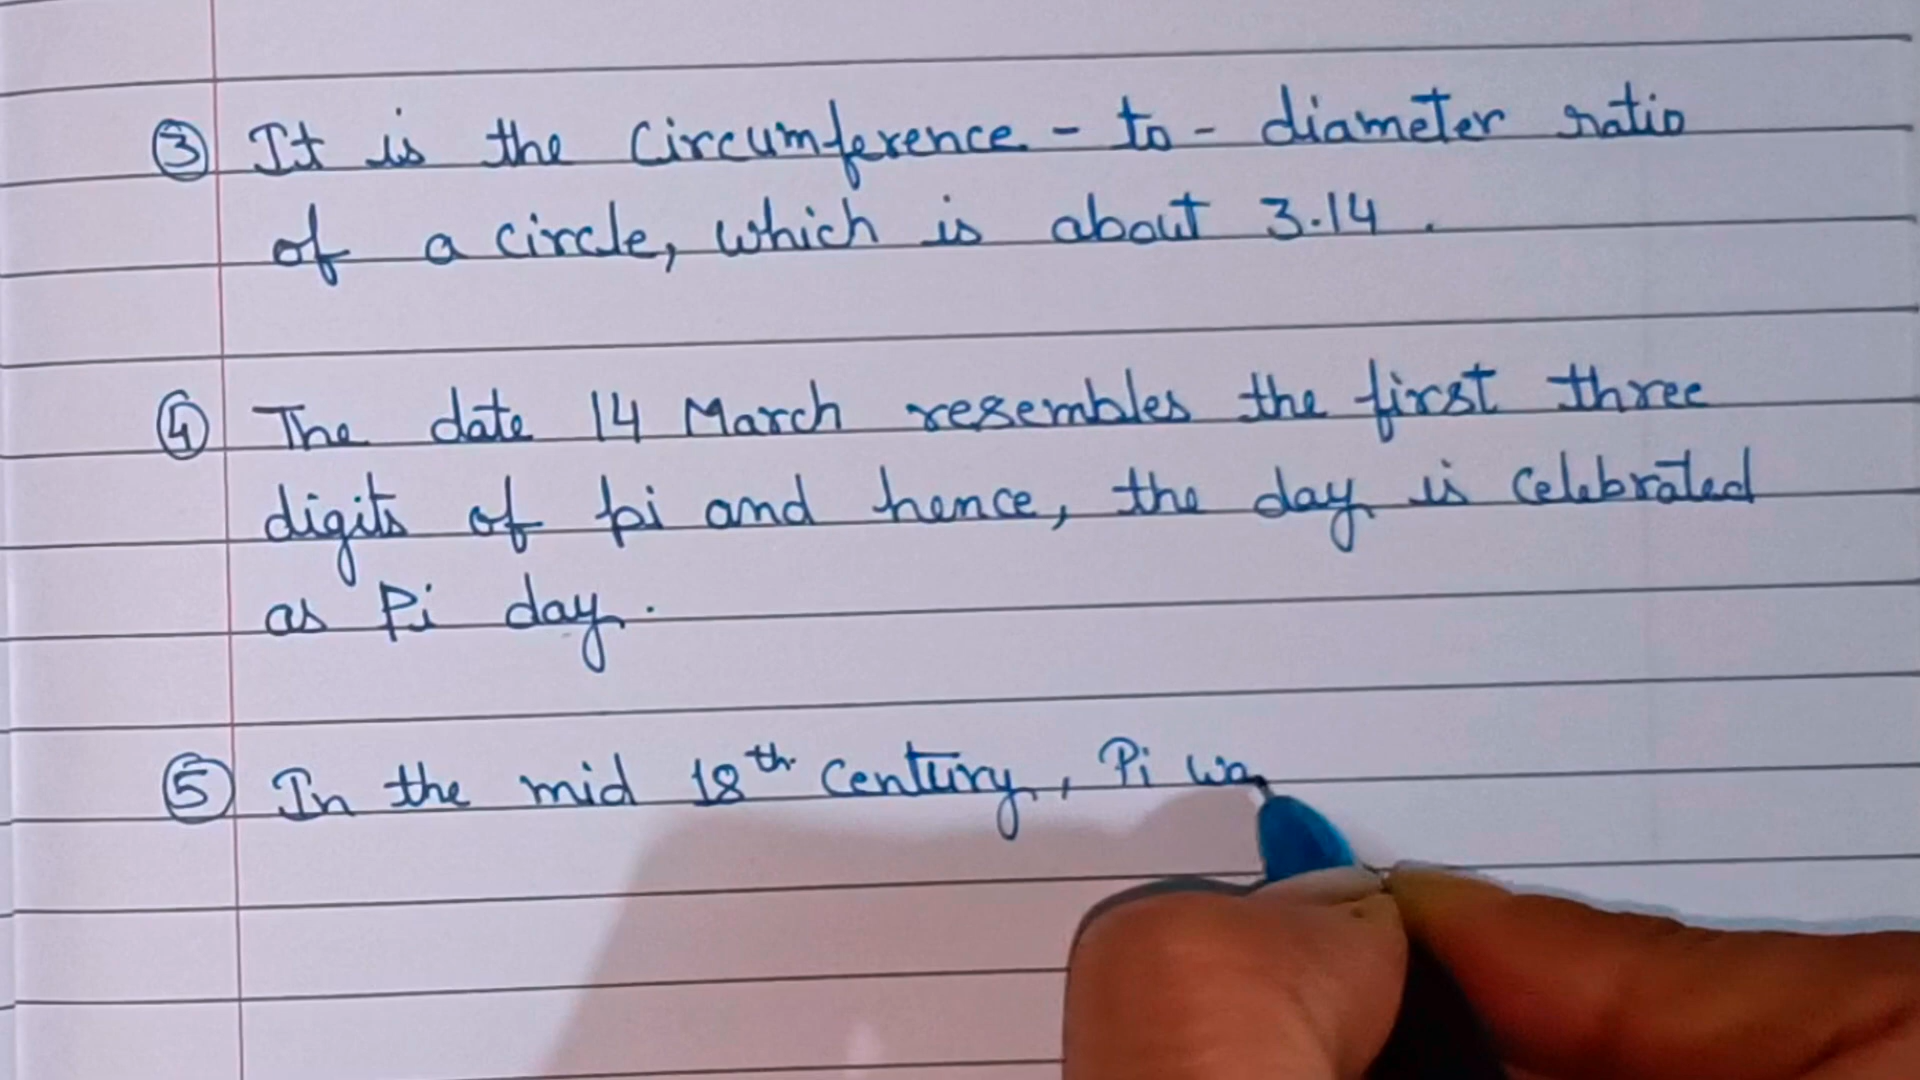 ③ It is the circumference - to - diameter ratio
of a circle, which is about 3.14.
④ The date 14 March resembles the first three
digits of pi and hence, the day is celebrated
as Pi day.
⑤ In the mid 18th century, Pi wa